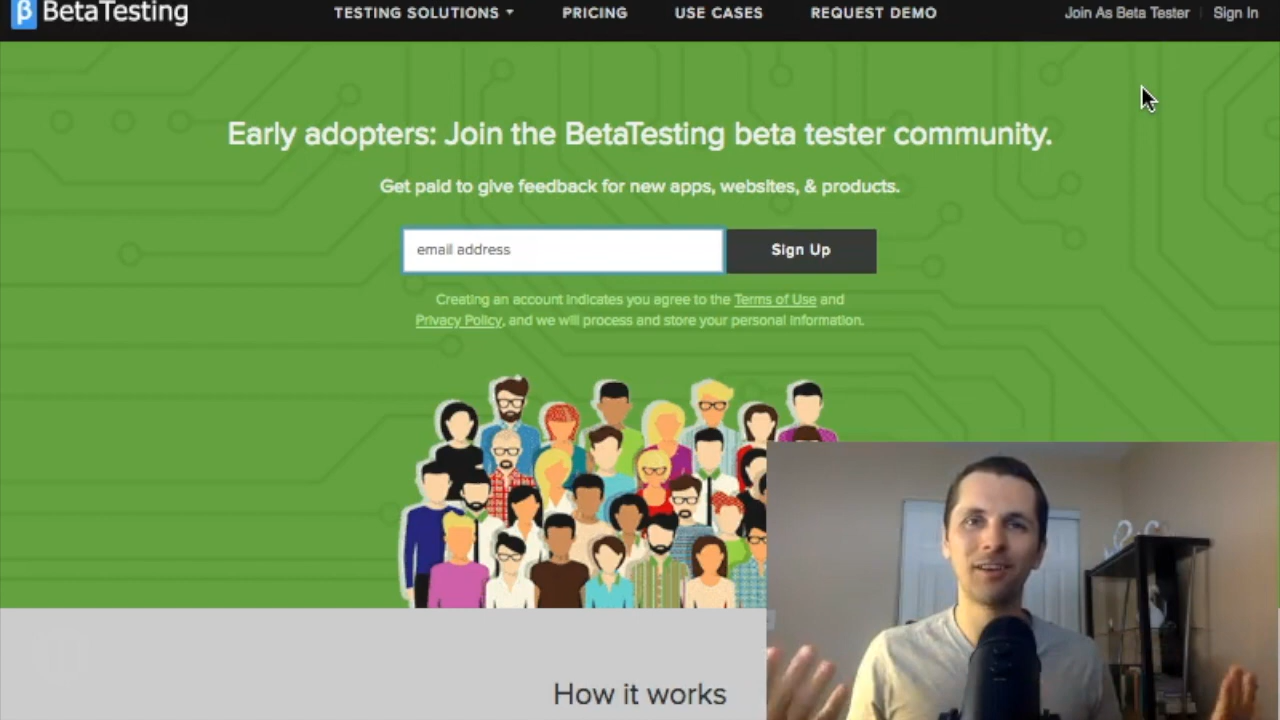 β BetaTesting
TESTING SOLUTIONS PRICING USE CASES REQUEST DEMO Join As Beta Tester Sign In
Early adopters: Join the BetaTesting beta tester community.
Get paid to give feedback for new apps, websites, & products.
email address Sign Up
Creating an account indicates you agree to the Terms of Use and
Privacy Policy, and we will process and store your personal information.
How it works